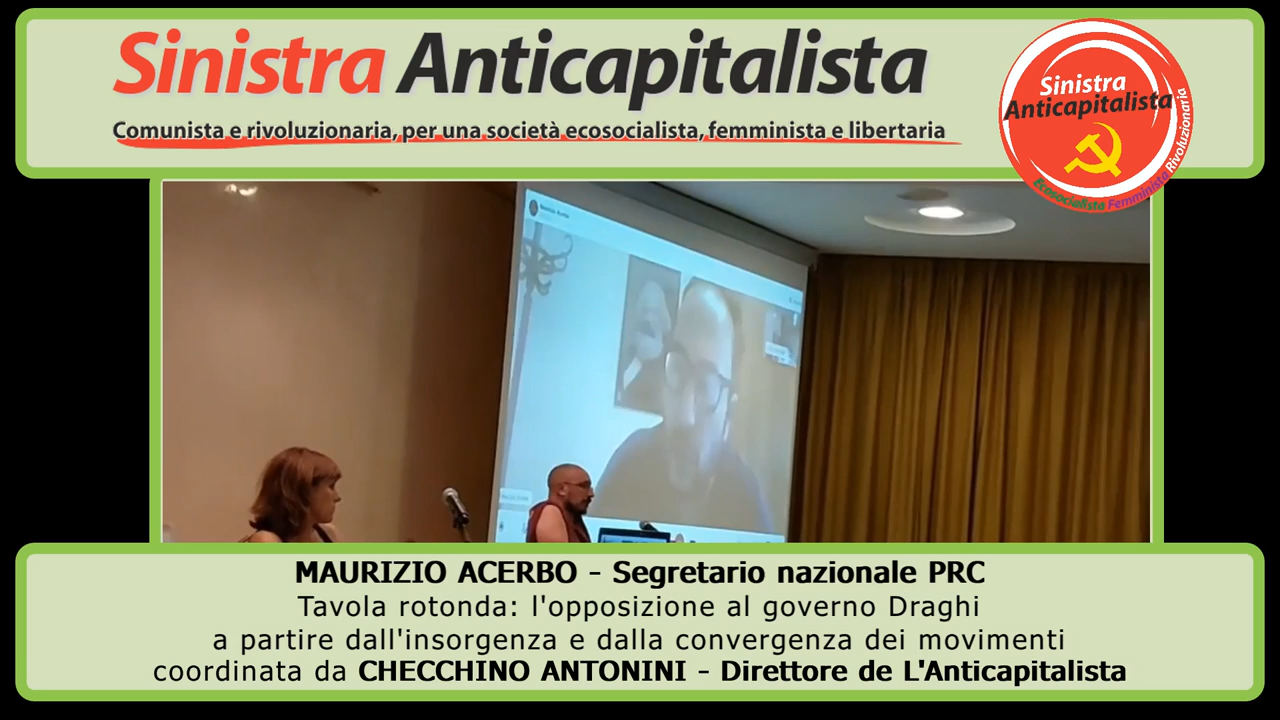 Sinistra Anticapitalista
Comunista e rivoluzionaria, per una società ecosocialista, femminista e libertaria
Sinistra
Anticapitalista
Ecosocialista Femminista Rivoluzionaria
MAURIZIO ACERBO - Segretario nazionale PRC
Tavola rotonda: l'opposizione al governo Draghi
a partire dall'insorgenza e dalla convergenza dei movimenti
coordinata da CHECCHINO ANTONINI - Direttore de L'Anticapitalista